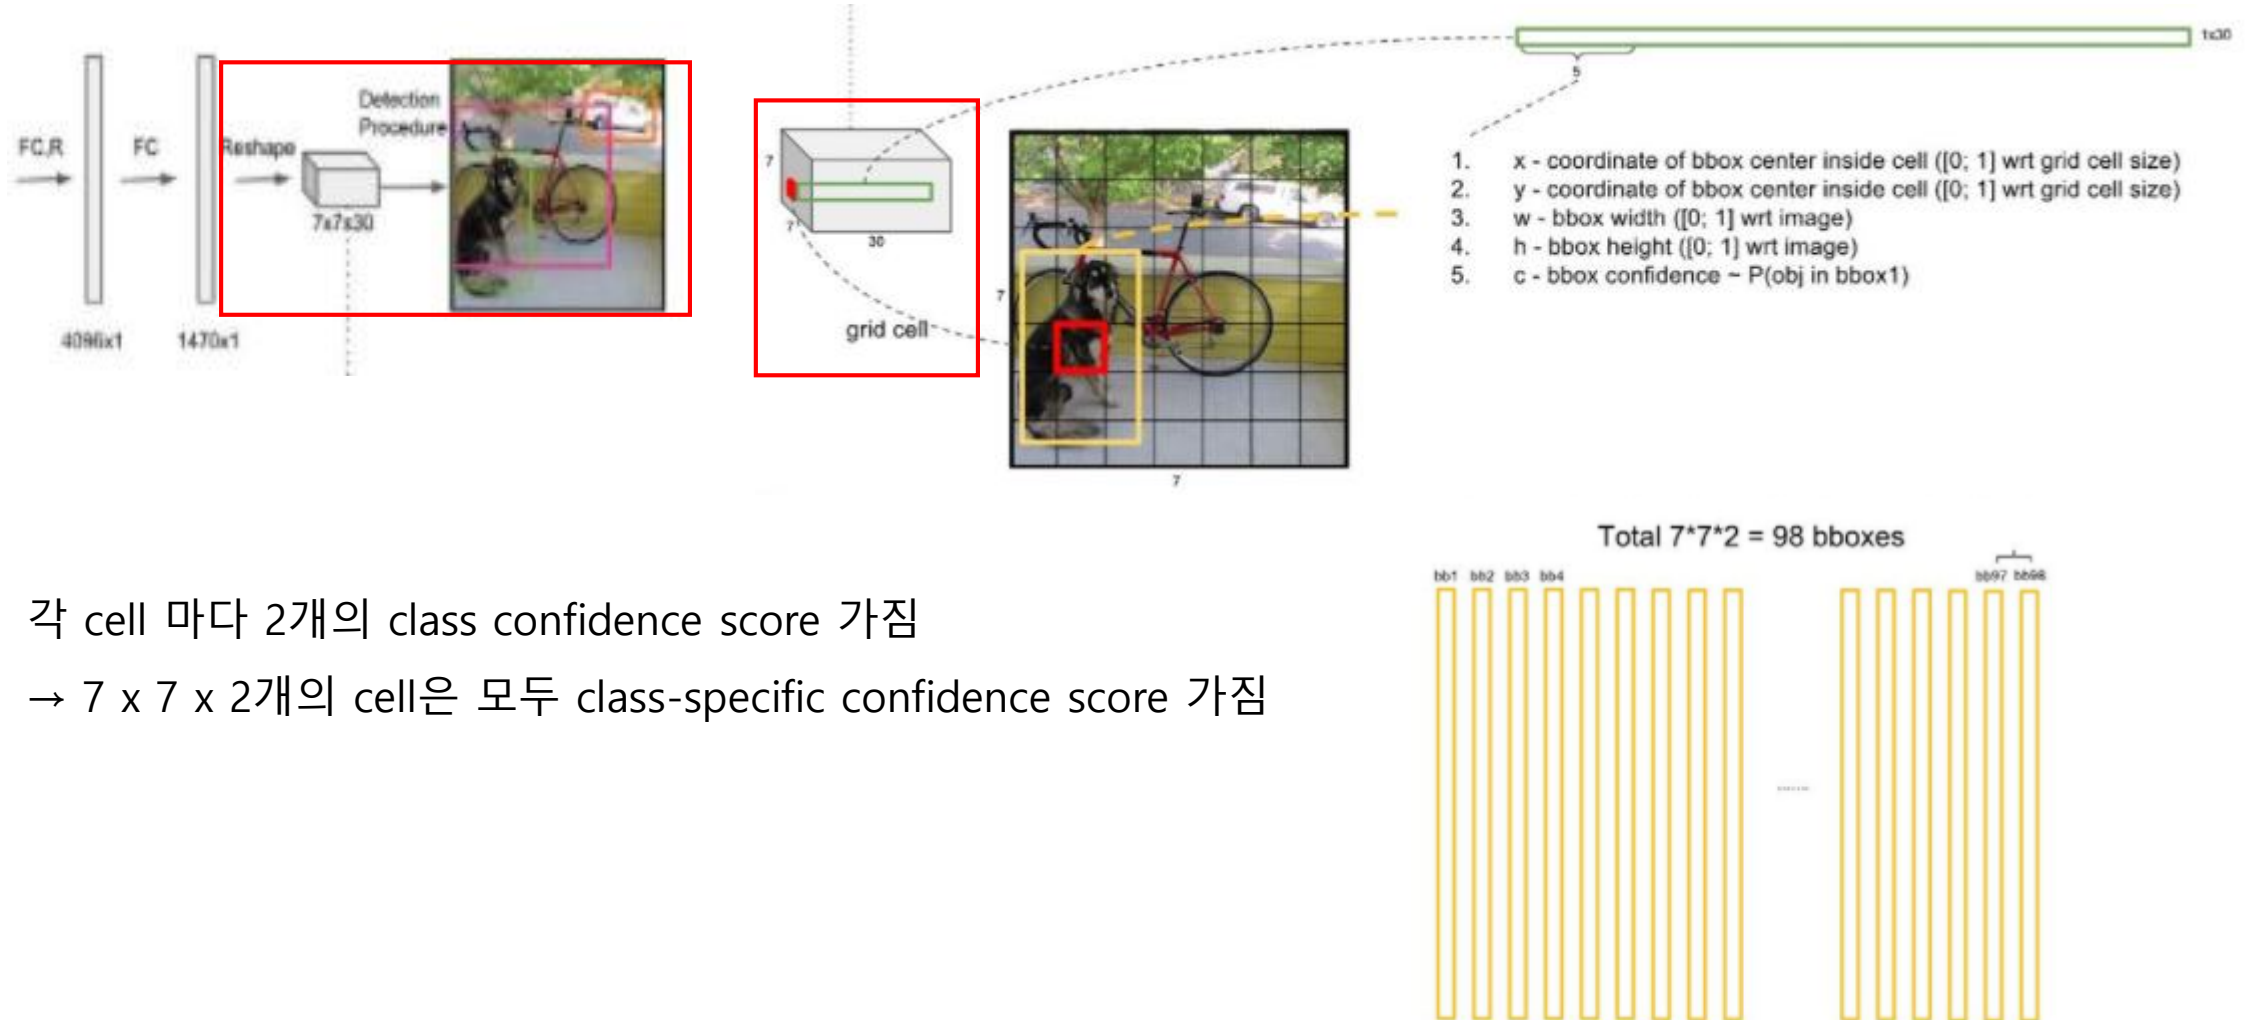 FC,R
FC
Reshape
Detection
Procedure
7x7x30
4096x1
1470x1
7
7
30
grid cell
7
7
1x30
5
1. x - coordinate of bbox center inside cell ([0; 1] wrt grid cell size)
2. y - coordinate of bbox center inside cell ([0; 1] wrt grid cell size)
3. w - bbox width ([0; 1] wrt image)
4. h - bbox height ([0; 1] wrt image)
5. c - bbox confidence ~ P(obj in bbox1)
각 cell 마다 2개의 class confidence score 가짐
→ 7 x 7 x 2개의 cell은 모두 class-specific confidence score 가짐
Total 7*7*2 = 98 bboxes
bb1 bb2 bb3 bb4 bb97 bb98